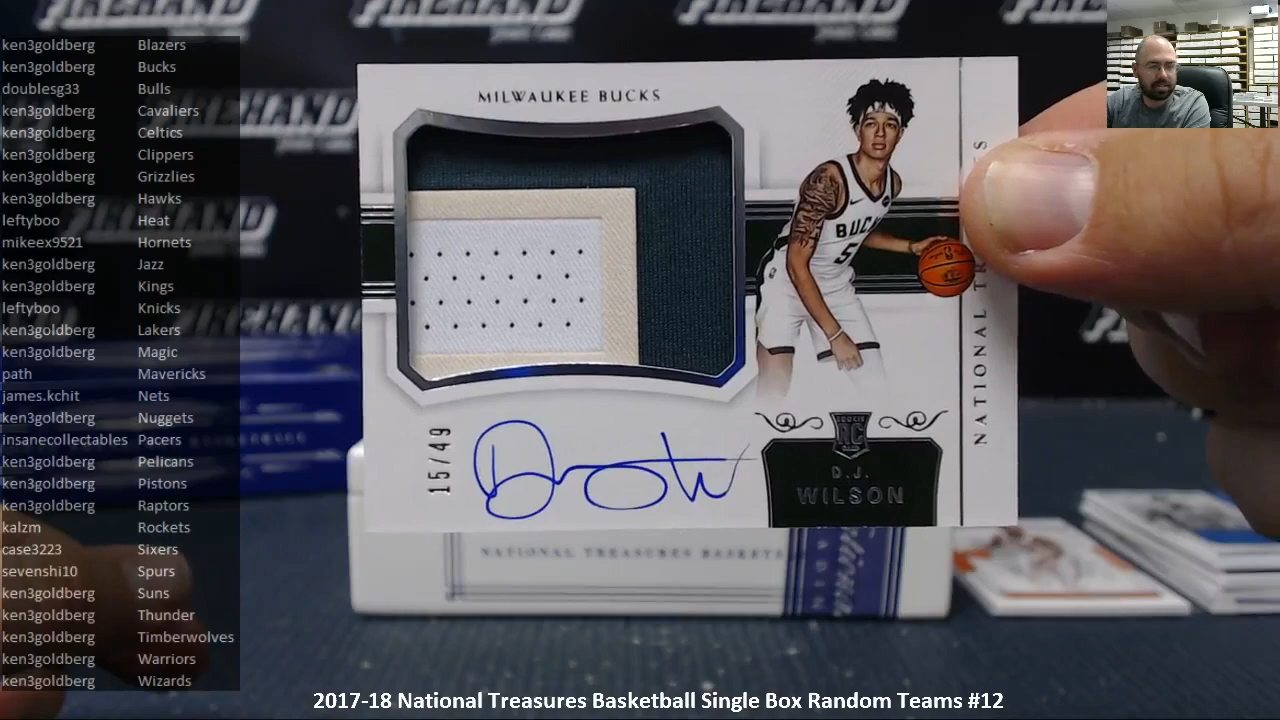 ken3goldberg Blazers
ken3goldberg Bucks
doublesg33 Bulls
ken3goldberg Cavaliers
ken3goldberg Celtics
ken3goldberg Clippers
ken3goldberg Grizzlies
ken3goldberg Hawks
leftyboo Heat
mikeex9521 Hornets
ken3goldberg Jazz
ken3goldberg Kings
leftyboo Knicks
ken3goldberg Lakers
ken3goldberg Magic
path Mavericks
james.kchit Nets
ken3goldberg Nuggets
insanecollectables Pacers
ken3goldberg Pelicans
ken3goldberg Pistons
ken3goldberg Raptors
kalzm Rockets
case3223 Sixers
sevenshi10 Spurs
ken3goldberg Suns
ken3goldberg Thunder
ken3goldberg Timberwolves
ken3goldberg Warriors
ken3goldberg Wizards
FIREHAND
MILWAUKEE BUCKS
BUCK
5
NATIONAL
15/49
RC
D.J.
WILSON
NATIONAL TREASURES
2017-18 National Treasures Basketball Single Box Random Teams #12